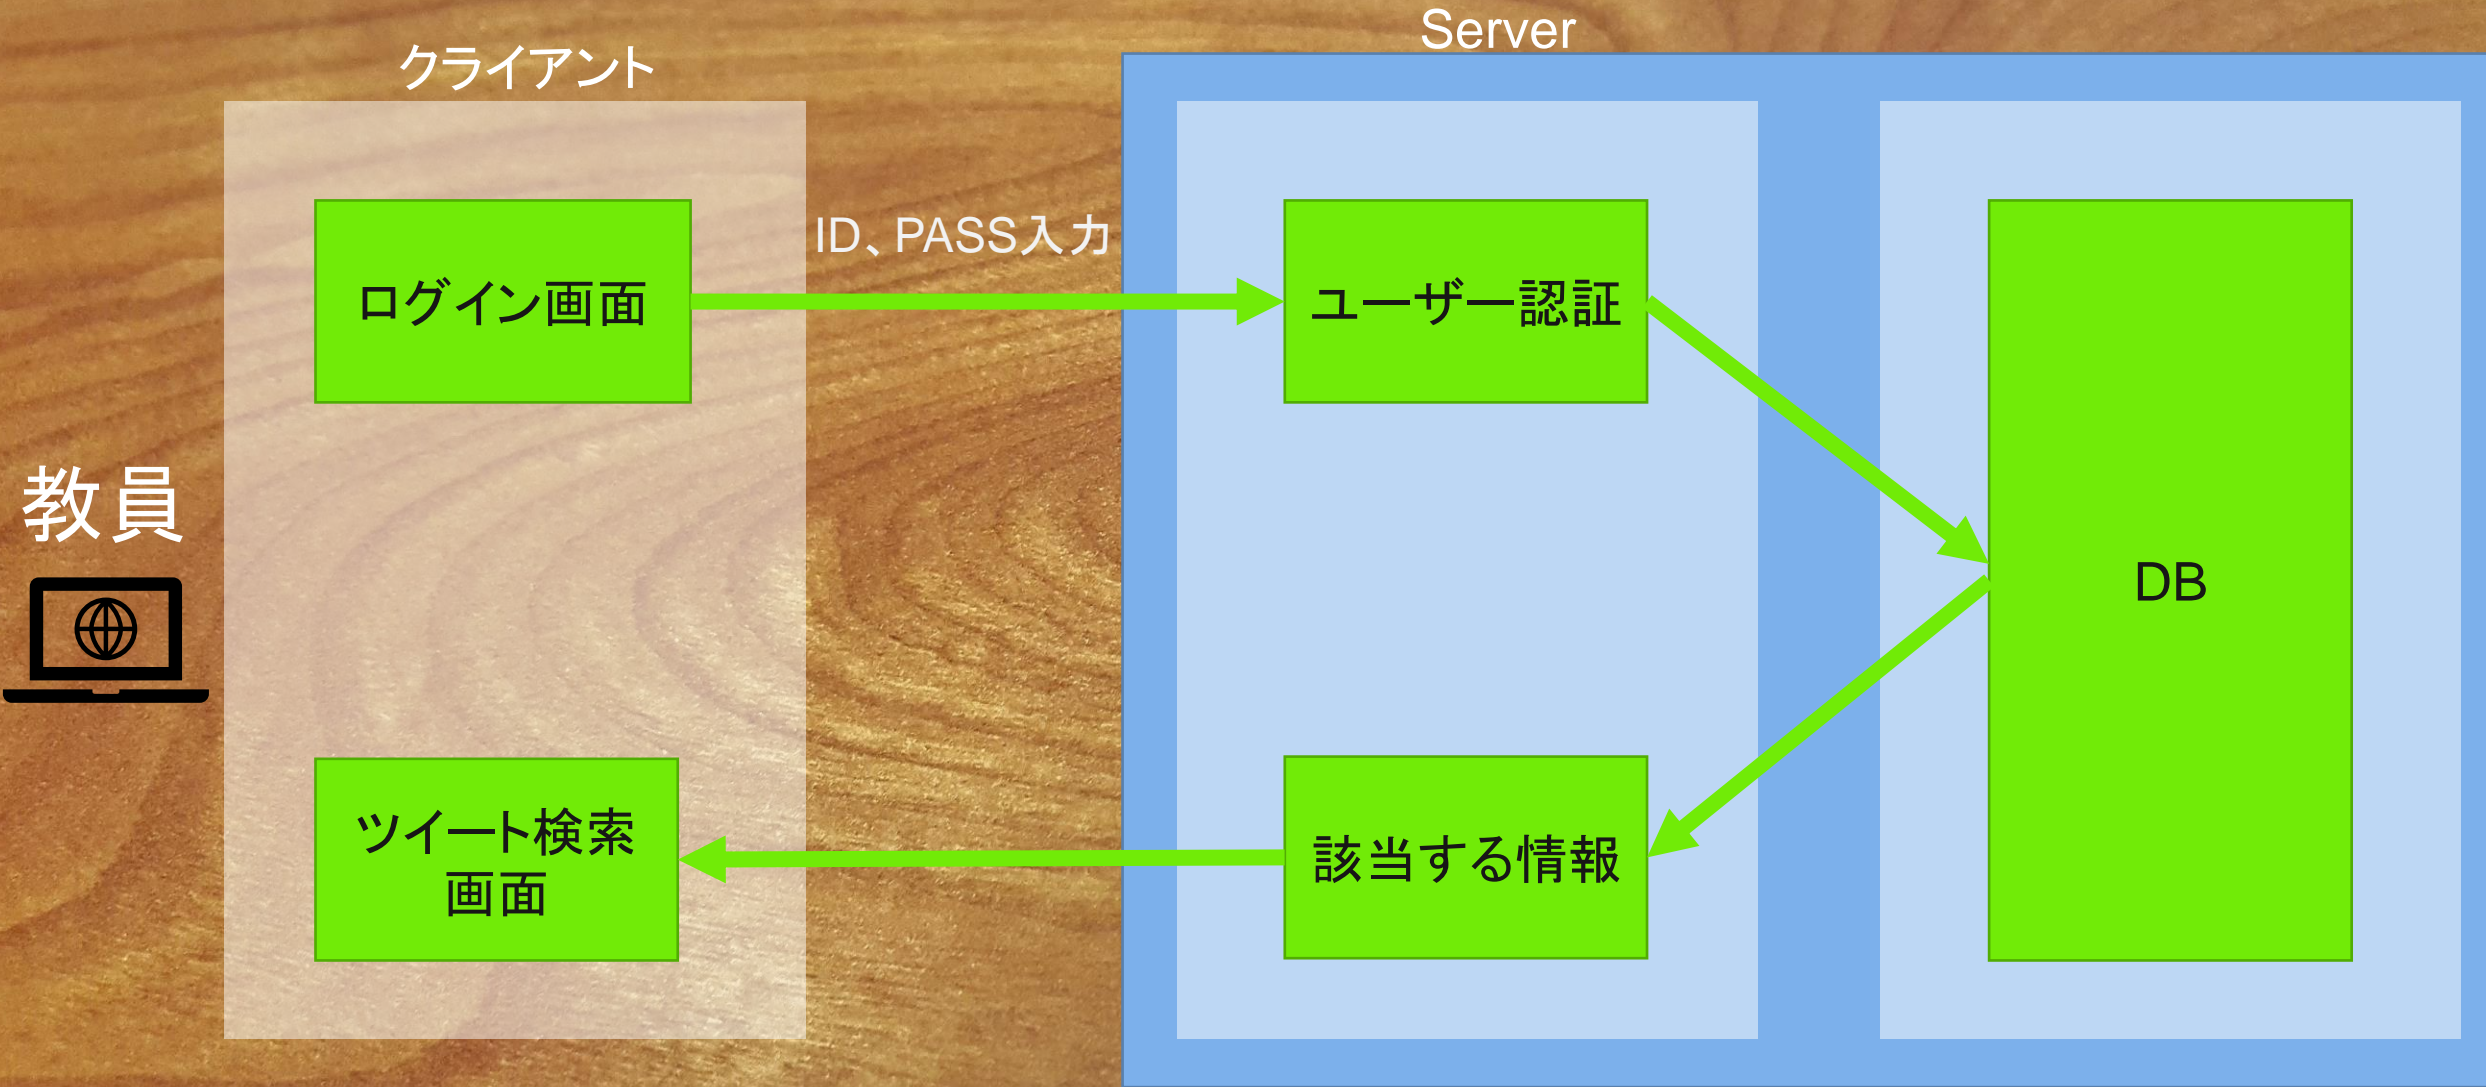 Server
クライアント
ID、PASS入力
ログイン画面
ユーザー認証
教員
DB
ツイート検索
画面
該当する情報